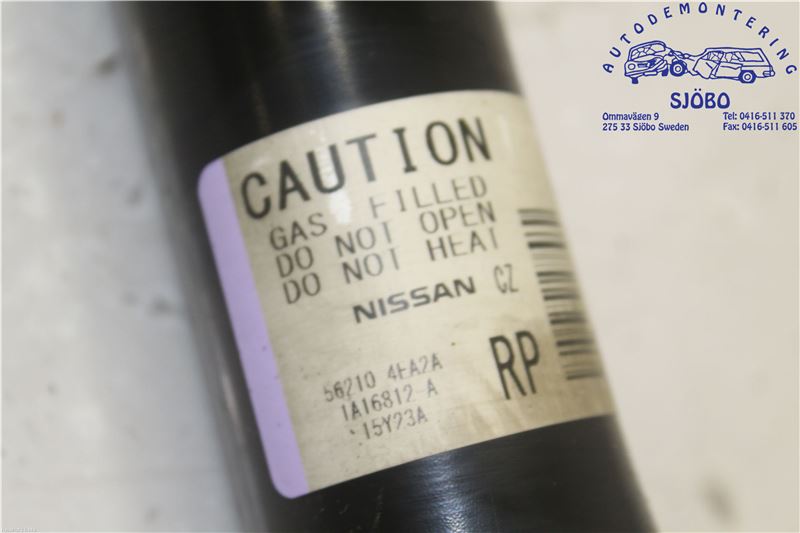 AUTODEMONTERING
SJÖBO
Ommavägen 9 Tel: 0416-511 370
275 33 Sjöbo Sweden Fax: 0416-511 605
CAUTION
GAS FILLED
DO NOT OPEN
DO NOT HEAT
NISSAN CZ
56210 4EA2A RP
1A16812 A
15Y23A